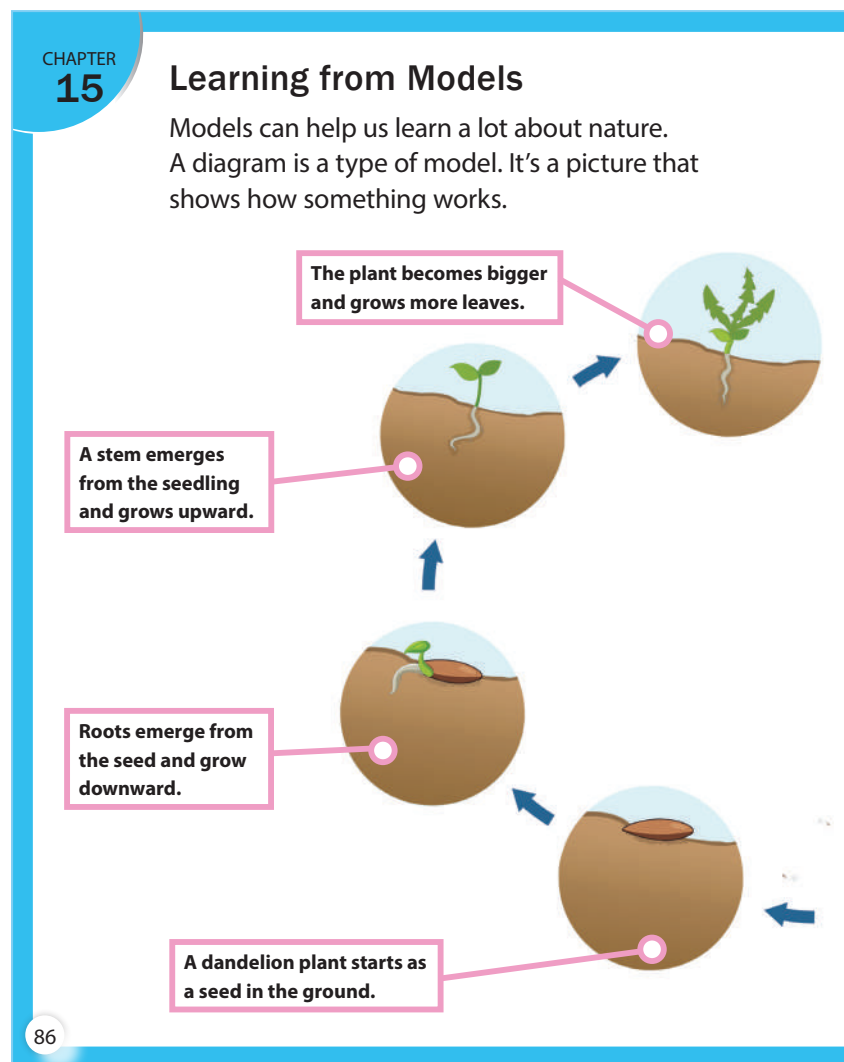 CHAPTER
15
Learning from Models
Models can help us learn a lot about nature.
A diagram is a type of model. It’s a picture that
shows how something works.
The plant becomes bigger
and grows more leaves.
A stem emerges
from the seedling
and grows upward.
Roots emerge from
the seed and grow
downward.
A dandelion plant starts as
a seed in the ground.
86